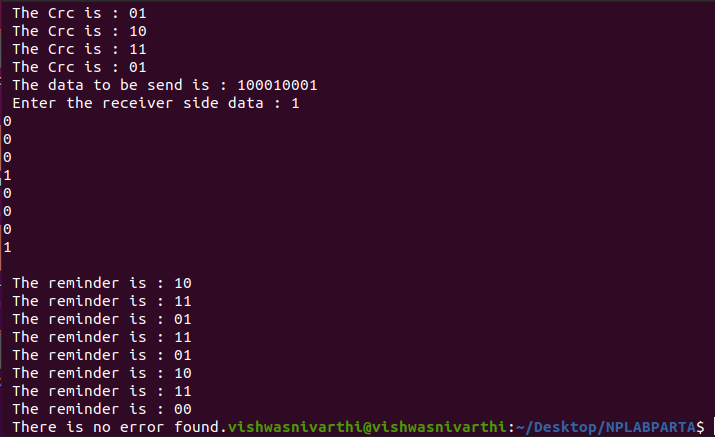 The Crc is : 01
The Crc is : 10
The Crc is : 11
The Crc is : 01
The data to be send is : 100010001
Enter the receiver side data : 1
0
0
0
1
0
0
0
1
The reminder is : 10
The reminder is : 11
The reminder is : 01
The reminder is : 11
The reminder is : 01
The reminder is : 10
The reminder is : 11
The reminder is : 00
There is no error found.vishwasnivarthi@vishwasnivarthi:~/Desktop/NPLABPARTA$